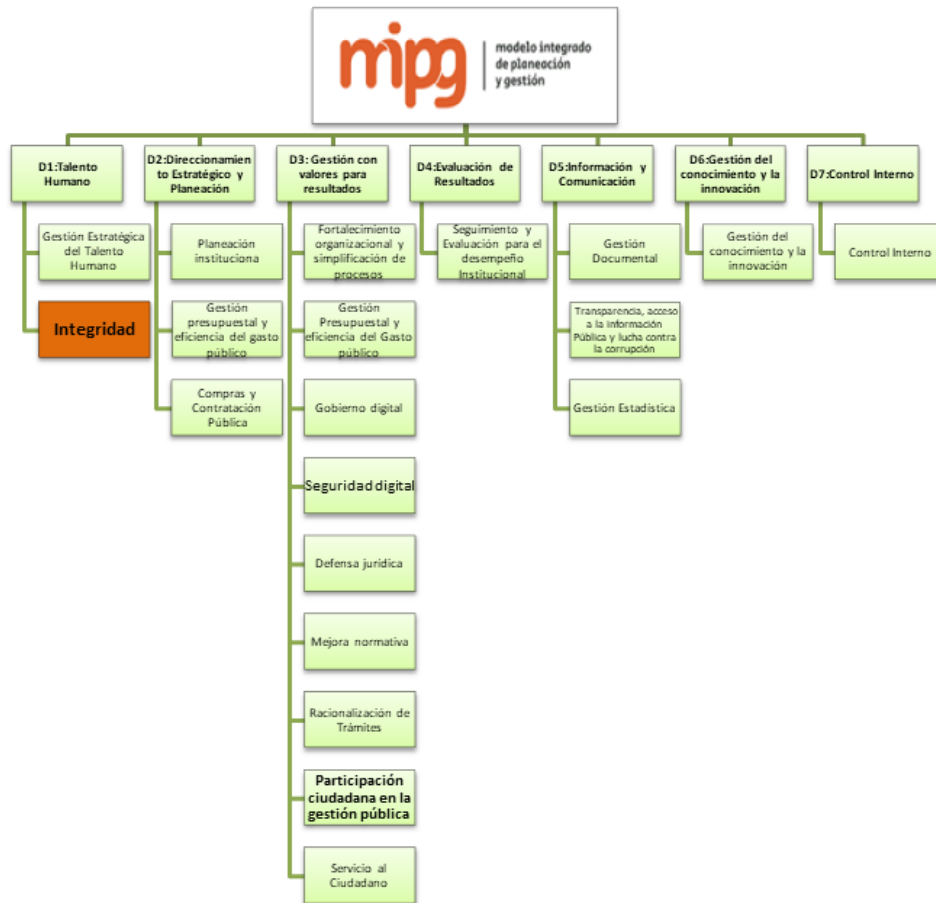 mipg
modelo integrado
de planeación
y gestión
D1:Talento
Humano
D2:Direccionamien
to Estratégico y
Planeación
D3: Gestión con
valores para
resultados
D4:Evaluación de
Resultados
D5:Información y
Comunicación
D6:Gestión del
conocimiento y la
innovación
D7:Control Interno
Gestión Estratégica
del Talento
Humano
Integridad
Planeación
instituciona
Gestión
presupuestal y
eficiencia del gasto
público
Compras y
Contratación
Pública
Fortalecimiento
organizacional y
simplificación de
procesos
Gestión
Presupuestal y
eficiencia del Gasto
público
Gobierno digital
Seguridad digital
Defensa jurídica
Mejora normativa
Racionalización de
Trámites
Participación
ciudadana en la
gestión pública
Servicio al
Ciudadano
Seguimiento y
Evaluación para el
desempeño
Institucional
Gestión
Documental
Transparencia, acceso
a la información
Pública y lucha contra
la corrupción
Gestión Estadística
Gestión del
conocimiento y la
innovación
Control Interno